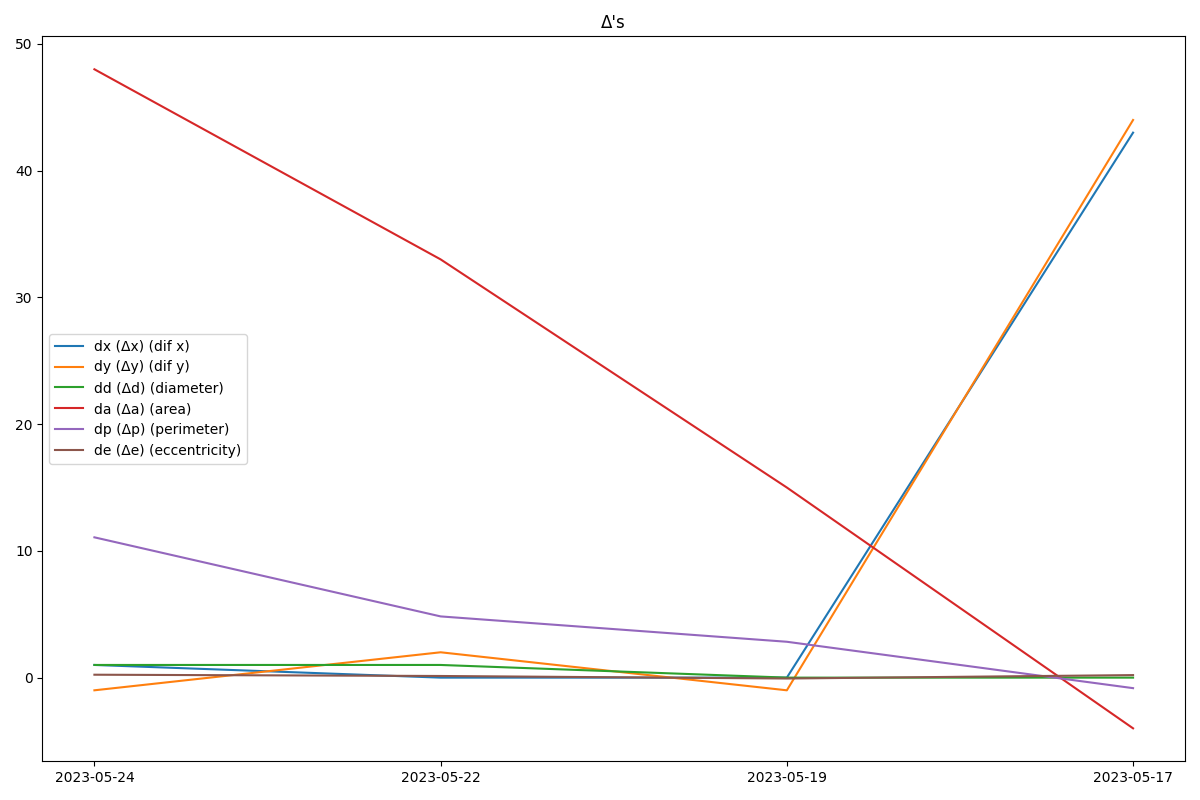 Δ's
50
40
30
20
10
0
dx (Δx) (dif x)
dy (Δy) (dif y)
dd (Δd) (diameter)
da (Δa) (area)
dp (Δp) (perimeter)
de (Δe) (eccentricity)
2023-05-24 2023-05-22 2023-05-19 2023-05-17